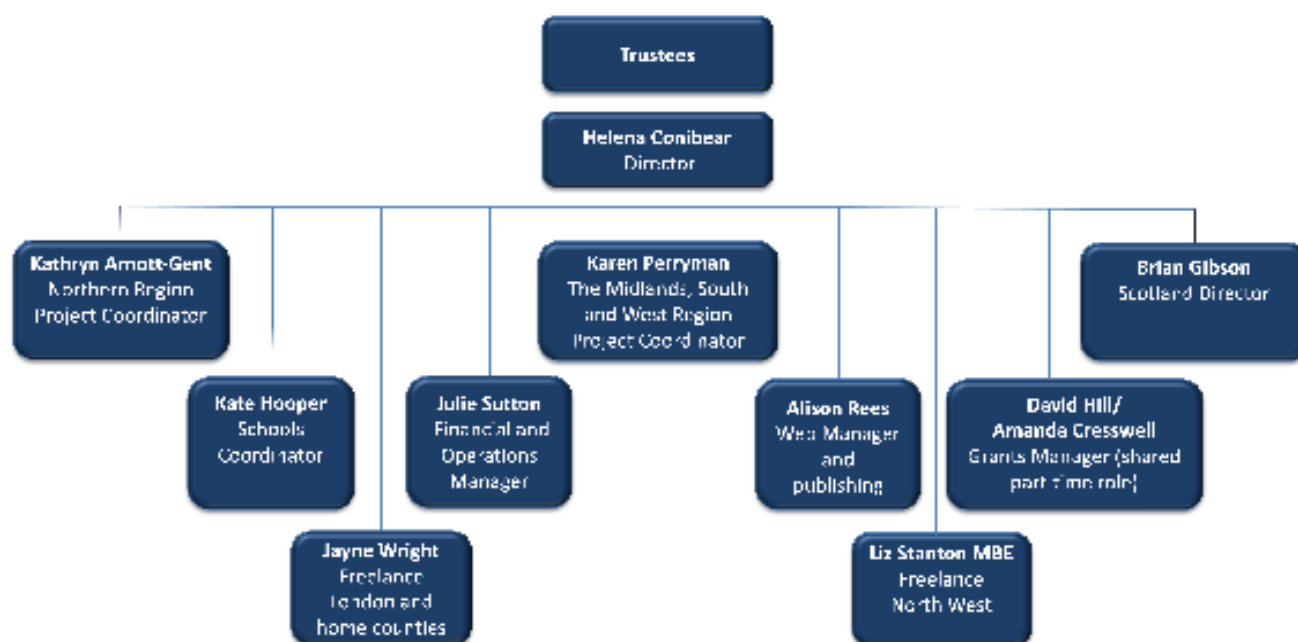 Trustees
Helena Conibear
Director
Kathryn Arnott-Gent
Northern Region
Project Coordinator
Karen Perryman
The Midlands, South
and West Region
Project Coordinator
Brian Gibson
Scotland Director
Kate Hooper
Schools
Coordinator
Julie Sutton
Financial and
Operations
Manager
Alison Rees
Web Manager
and
publishing
David Hill/
Amanda Cresswell
Grants Manager (shared
part time role)
Jayne Wright
Freelance
London and
home counties
Liz Stanton MBE
Freelance
North West